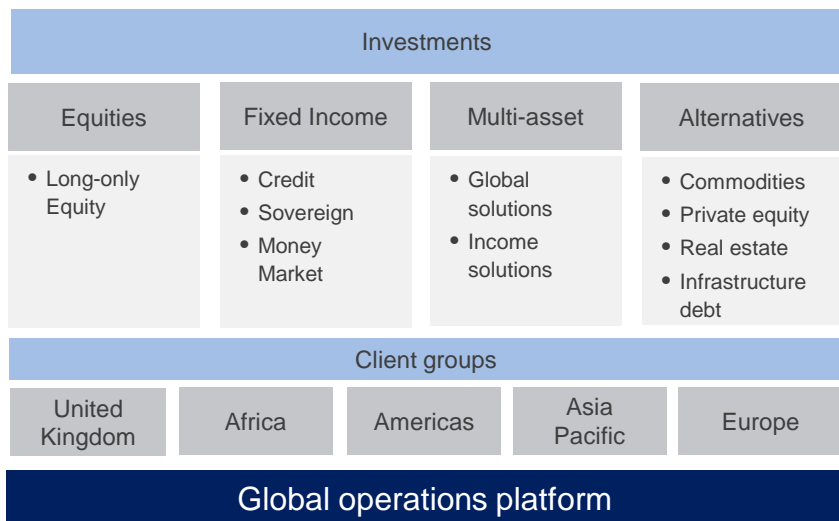 Investments
Equities
Fixed Income
Multi-asset
Alternatives
• Long-only
Equity
• Credit
• Sovereign
• Money
Market
• Global
solutions
• Income
solutions
• Commodities
• Private equity
• Real estate
• Infrastructure
debt
Client groups
United
Kingdom
Africa
Americas
Asia
Pacific
Europe
Global operations platform